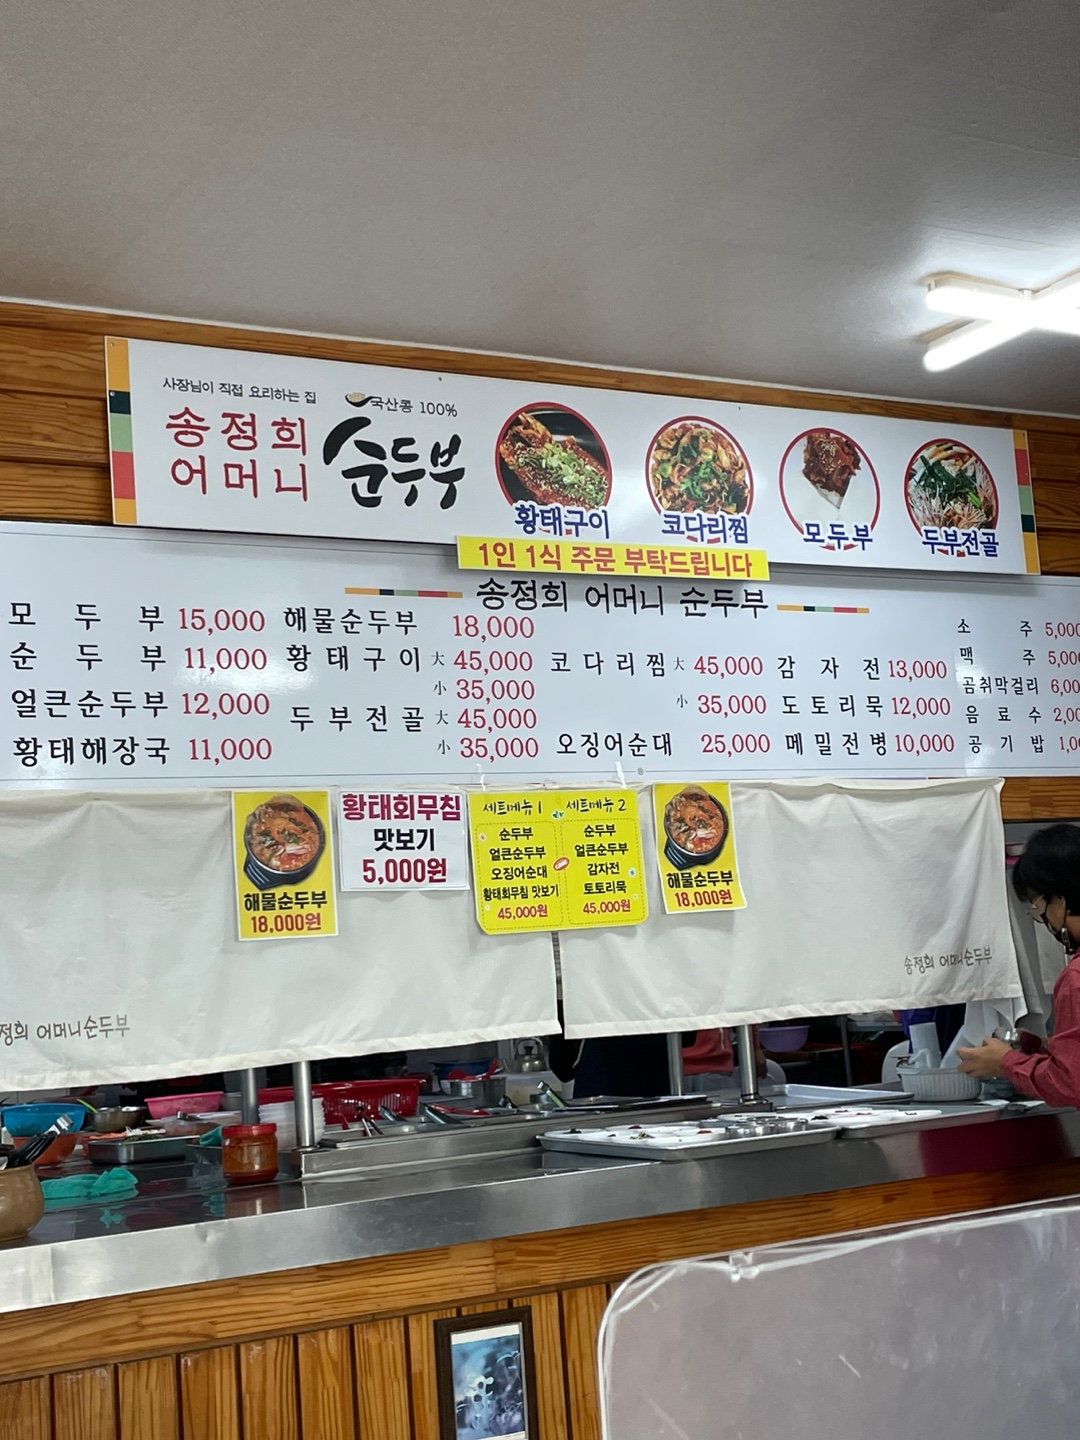 사장님이 직접 요리하는 집
국산콩 100%
송정희
어머니
순두부
황태구이
코다리찜
모두부
두부전골
1인 1식 주문 부탁드립니다
송정희 어머니 순두부
모두부 15,000
순두부 11,000
얼큰순두부 12,000
황태해장국 11,000
해물순두부 18,000
황태구이 大 45,000
小 35,000
두부전골 大 45,000
小 35,000
코다리찜 大 45,000
小 35,000
오징어순대 25,000
감자전 13,000
도토리묵 12,000
메밀전병 10,000
소주 5,000
맥주 5,000
곰취막걸리 6,00
음료수 2,00
공기밥 1,0
해물순두부
18,000원
황태회무침
맛보기
5,000원
세트메뉴 1
순두부
얼큰순두부
오징어순대
황태회무침 맛보기
45,000원
세트메뉴 2
순두부
얼큰순두부
감자전
토토리묵
45,000원
해물순두부
18,000원
정희 어머니순두부
송정희 어머니순두부